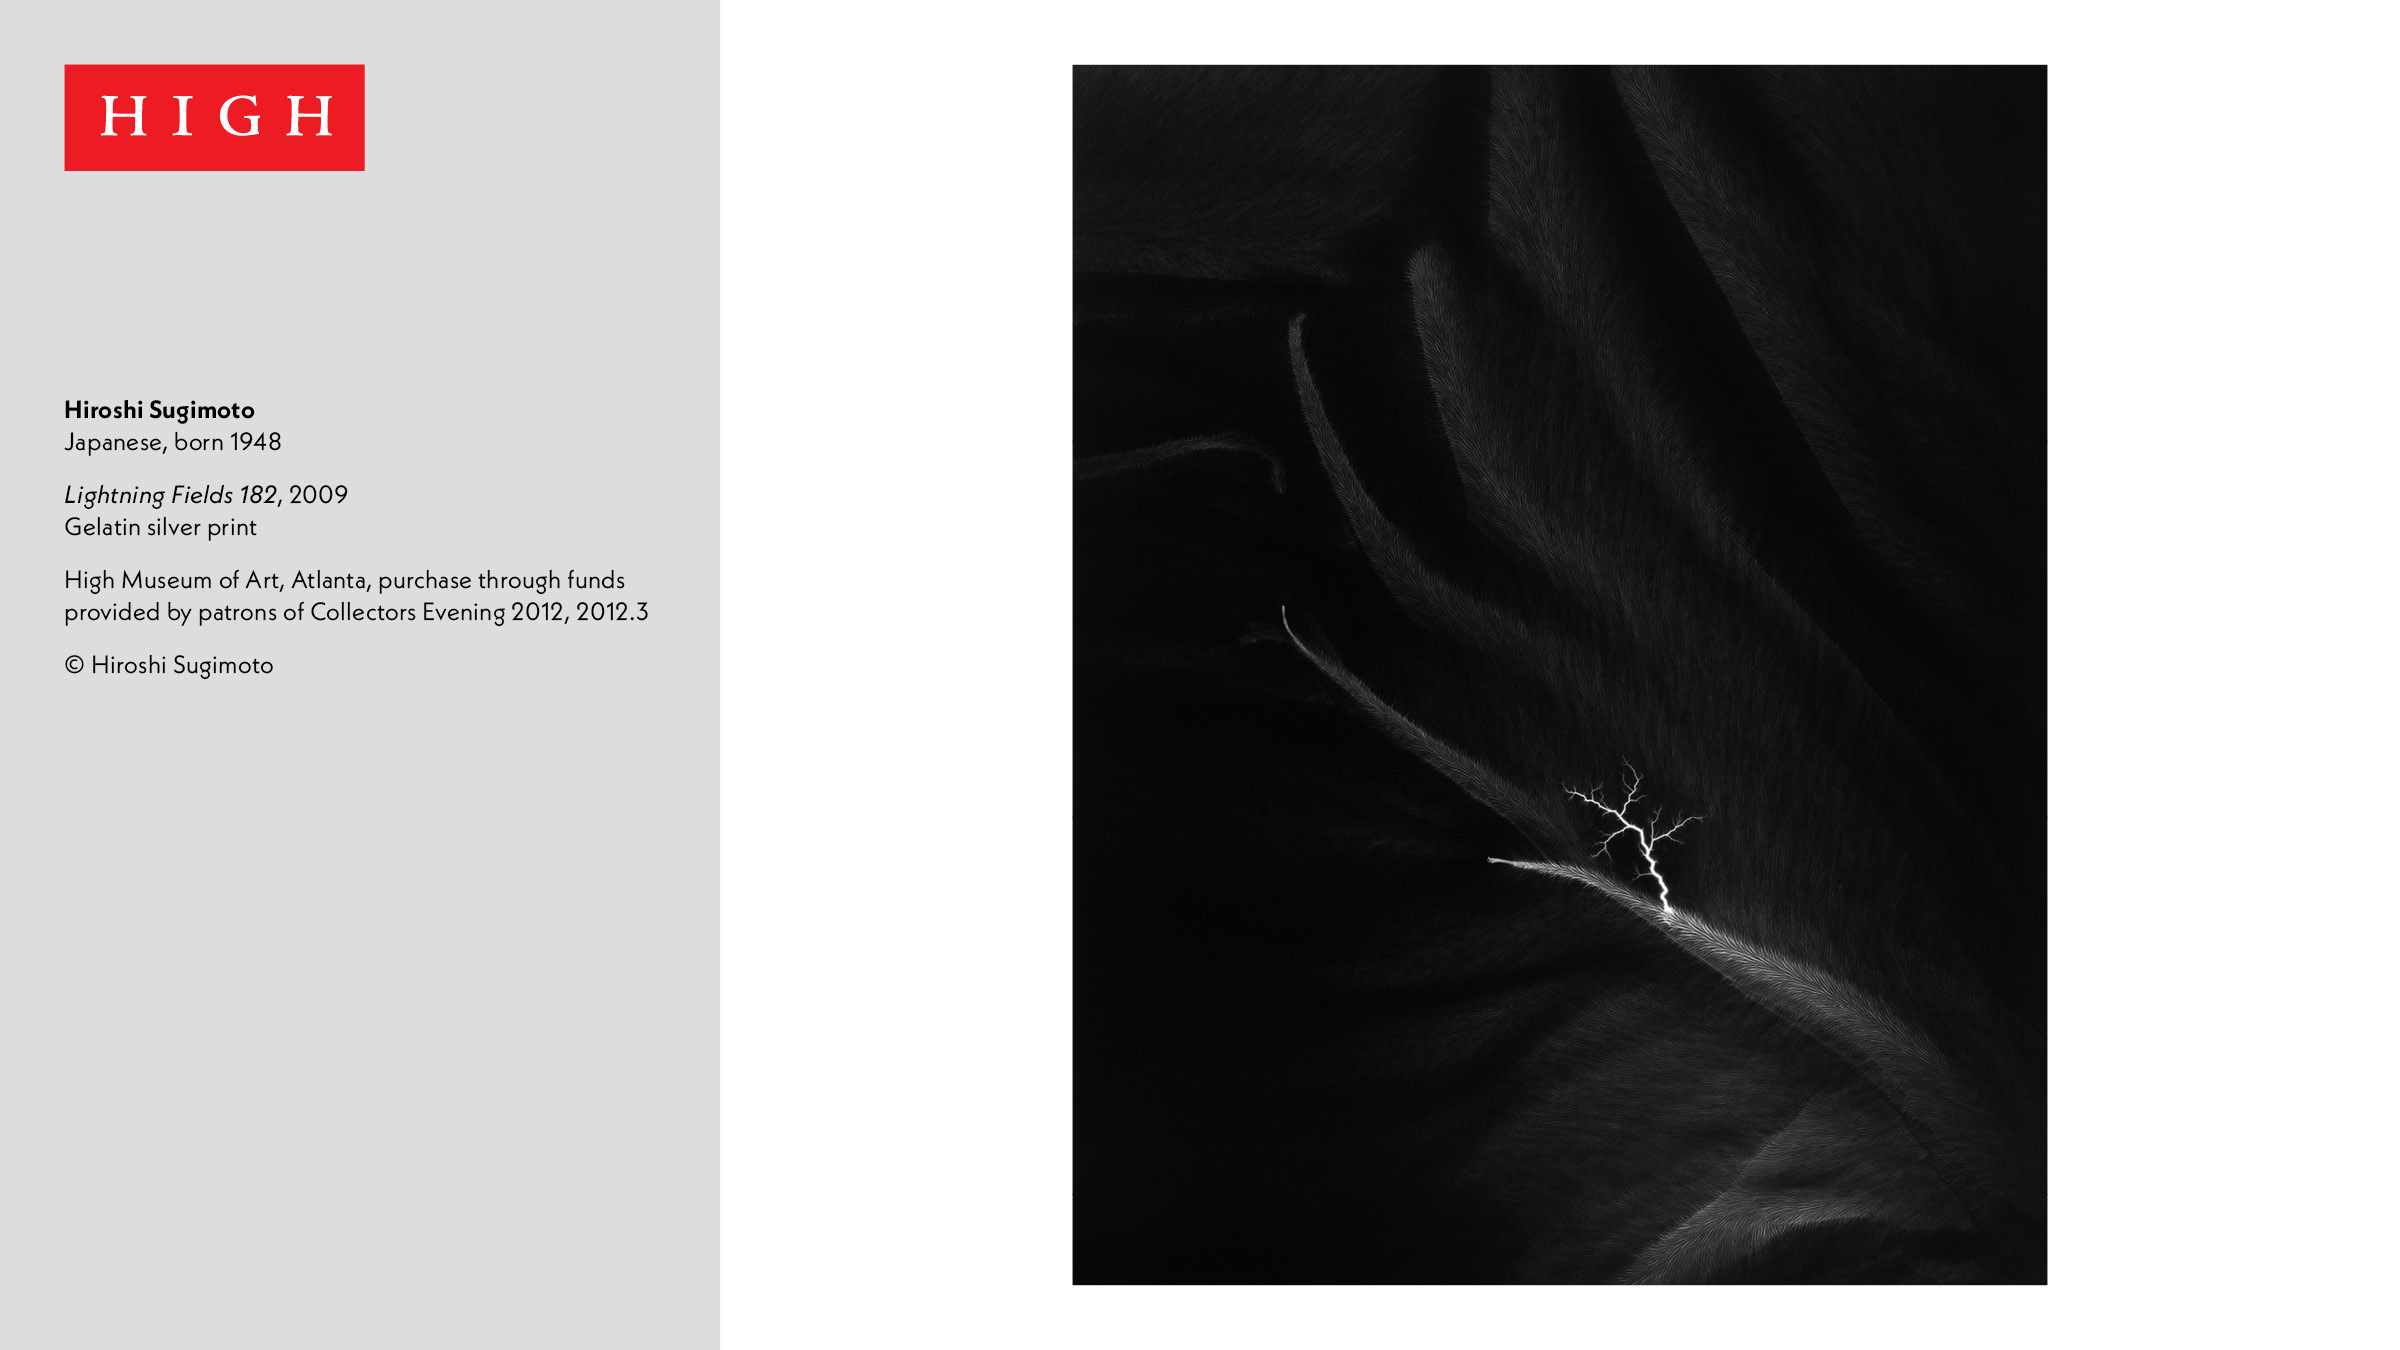 HIGH
Hiroshi Sugimoto
Japanese, born 1948
Lightning Fields 182, 2009
Gelatin silver print
High Museum of Art, Atlanta, purchase through funds
provided by patrons of Collectors Evening 2012, 2012.3
© Hiroshi Sugimoto